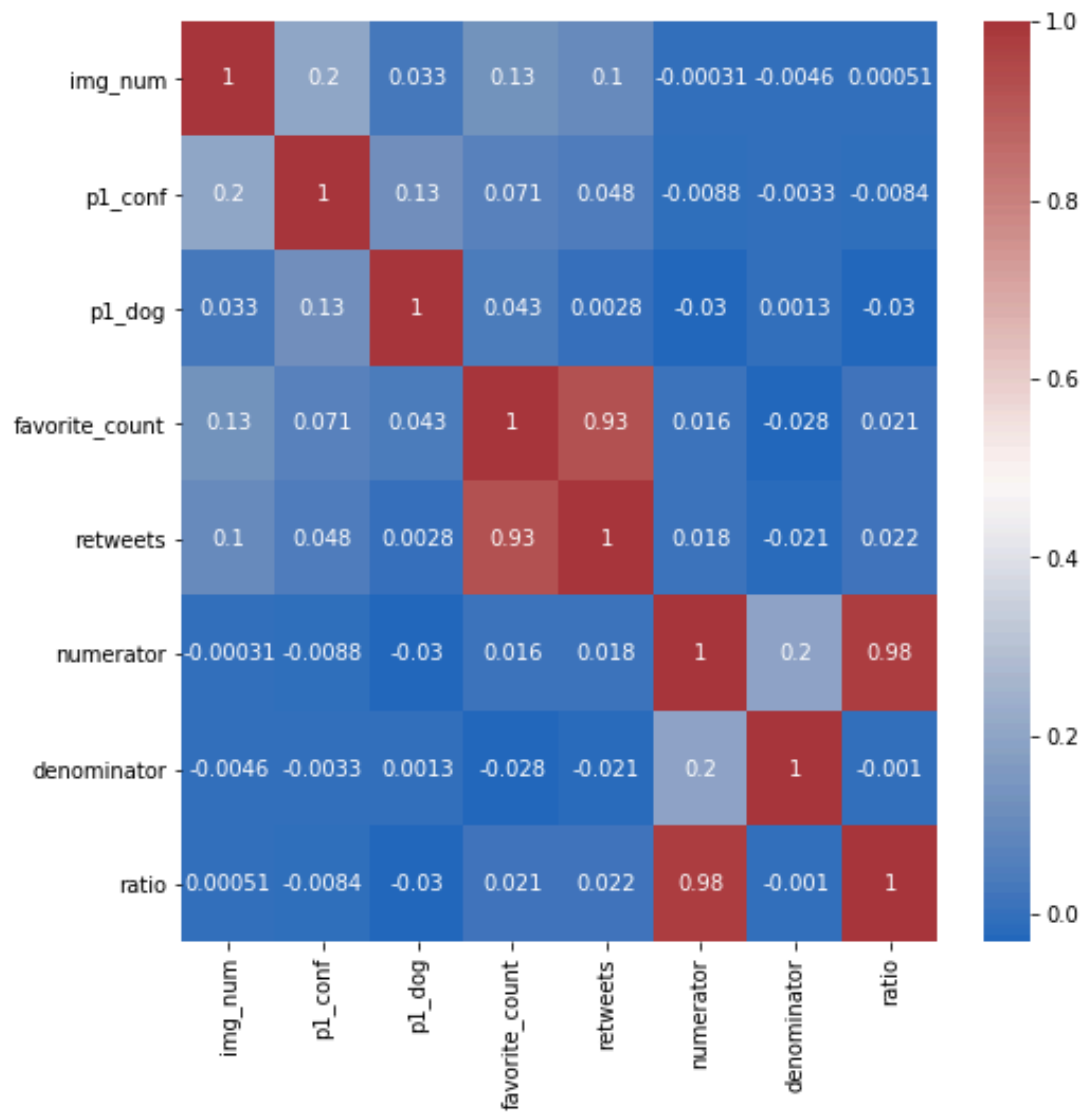 img_num 1 0.2 0.033 0.13 0.1 -0.00031 -0.0046 0.00051
p1_conf 0.2 1 0.13 0.071 0.048 -0.0088 -0.0033 -0.0084
p1_dog 0.033 0.13 1 0.043 0.0028 -0.03 0.0013 -0.03
favorite_count 0.13 0.071 0.043 1 0.93 0.016 -0.028 0.021
retweets 0.1 0.048 0.0028 0.93 1 0.018 -0.021 0.022
numerator -0.00031 -0.0088 -0.03 0.016 0.018 1 0.2 0.98
denominator -0.0046 -0.0033 0.0013 -0.028 -0.021 0.2 1 -0.001
ratio 0.00051 -0.0084 -0.03 0.021 0.022 0.98 -0.001 1
img_num p1_conf p1_dog favorite_count retweets numerator denominator ratio
1.0
0.8
0.6
0.4
0.2
0.0